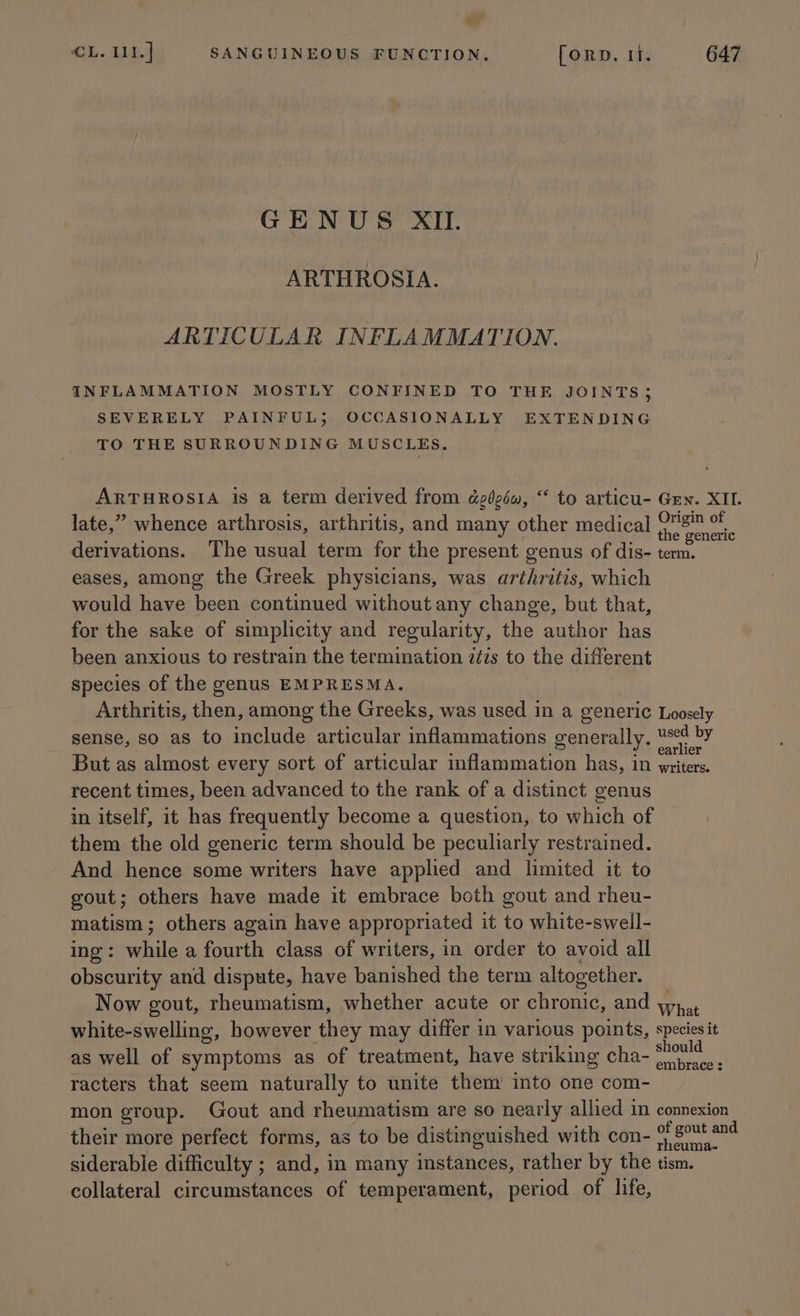 CL. III.] SANGUINEOUS FUNCTION. [ORD. II. 647
GENUS XII.
ARTHROSIA.
ARTICULAR INFLAMMATION.
INFLAMMATION MOSTLY CONFINED TO THE JOINTS;
SEVERELY PAINFUL; OCCASIONALLY EXTENDING
TO THE SURROUNDING MUSCLES.
ARTHROSIA is a term derived from ἀρθρόω, “ to articu-
late,” whence arthrosis, arthritis, and many other medical
derivations. The usual term for the present genus of dis-
eases, among the Greek physicians, was arthritis, which
would have been continued without any change, but that,
for the sake of simplicity and regularity, the author has
been anxious to restrain the termination itis to the different
species of the genus EMPRESMA.
Gen. XII.
Origin of
the generic
term.
Arthritis, then, among the Greeks, was used in a generic
sense, so as to include articular inflammations generally.
But as almost every sort of articular inflammation has, in
recent times, been advanced to the rank of a distinct genus
in itself, it has frequently become a question, to which of
them the old generic term should be peculiarly restrained.
And hence some writers have applied and limited it to
gout; others have made it embrace both gout and rheu-
matism; others again have appropriated it to white-swell-
ing: while a fourth class of writers, in order to avoid all
obscurity and dispute, have banished the term altogether.
Loosely
used by
earlier
writers.
Now gout, rheumatism, whether acute or chronic, and
white-swelling, however they may differ in various points,
as well of symptoms as of treatment, have striking cha-
racters that seem naturally to unite them into one com-
mon group. Gout and rheumatism are so nearly allied in
their more perfect forms, as to be distinguished with con-
siderable difficulty; and, in many instances, rather by the
collateral circumstances of temperament, period of life,
What
species it
should
embrace:
connexion
of gout and
rheuma-
tism.